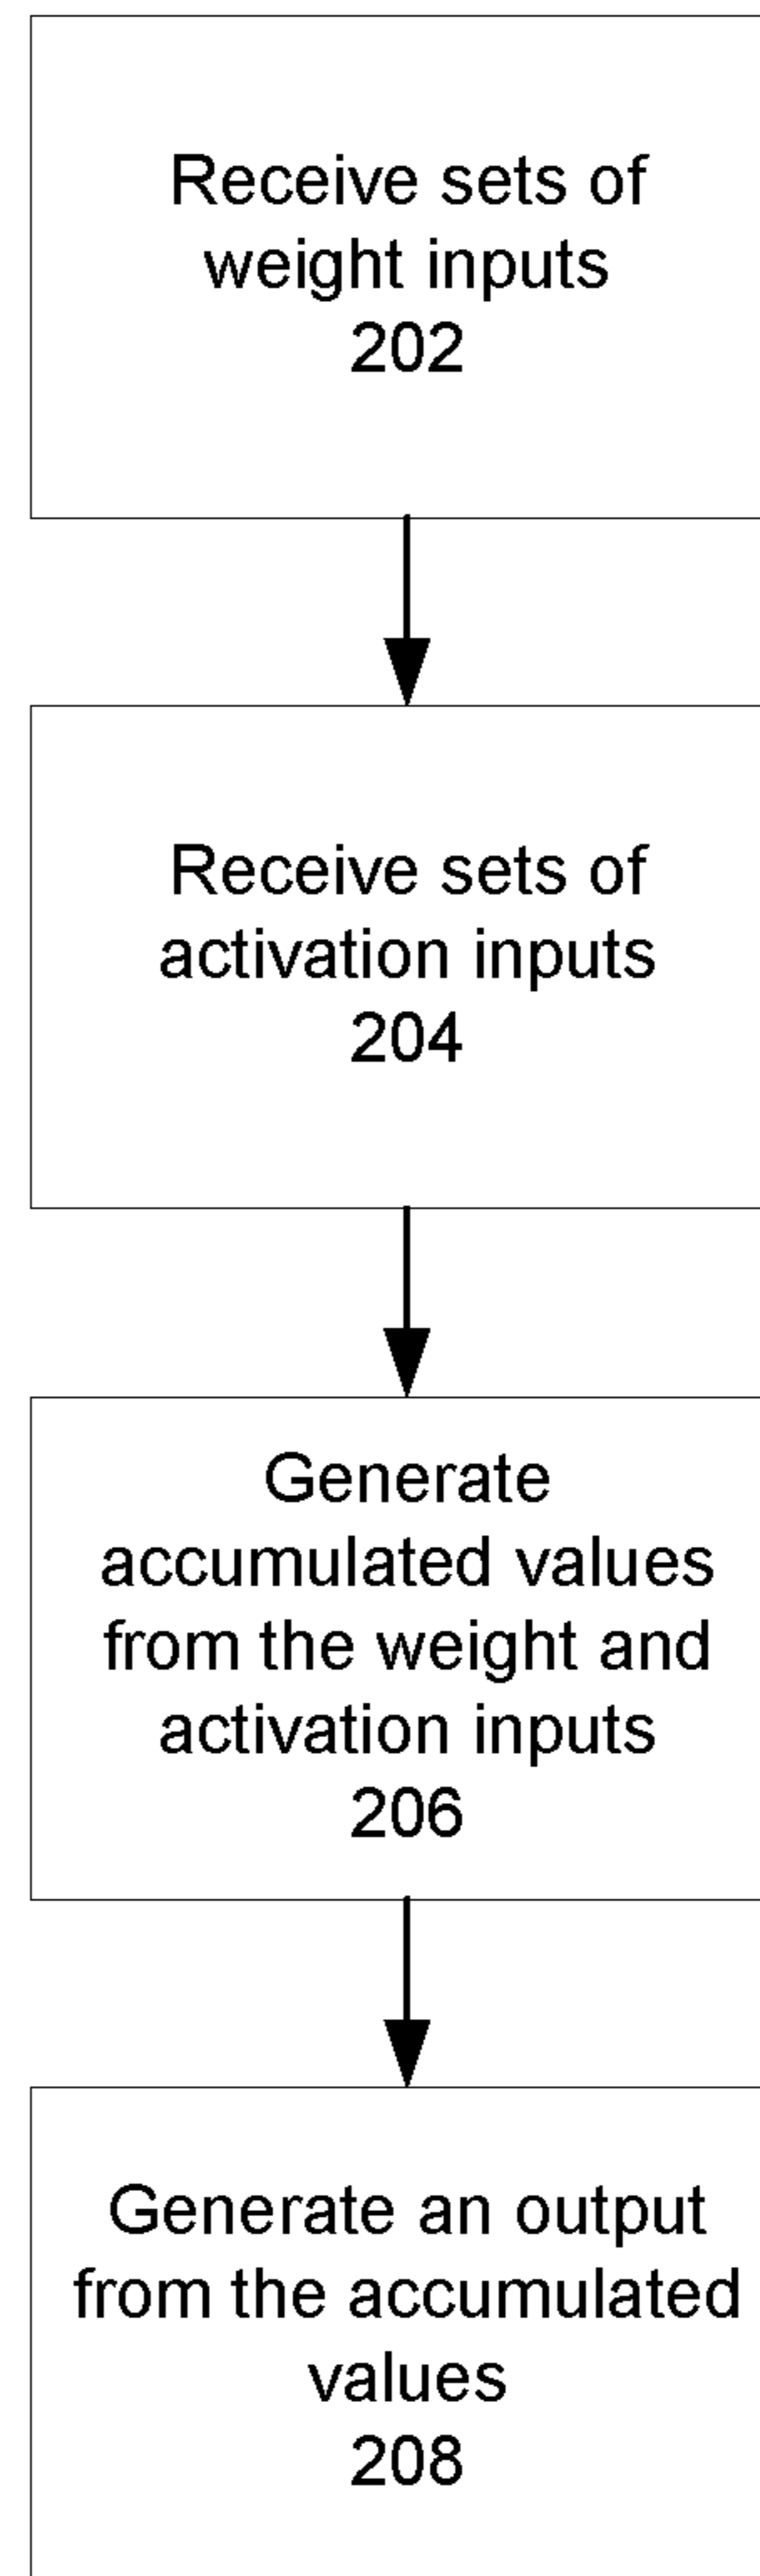 Receive sets of
weight inputs
202
Receive sets of
activation inputs
204
Generate
accumulated values
from the weight and
activation inputs
206
Generate an output
from the accumulated
values
208